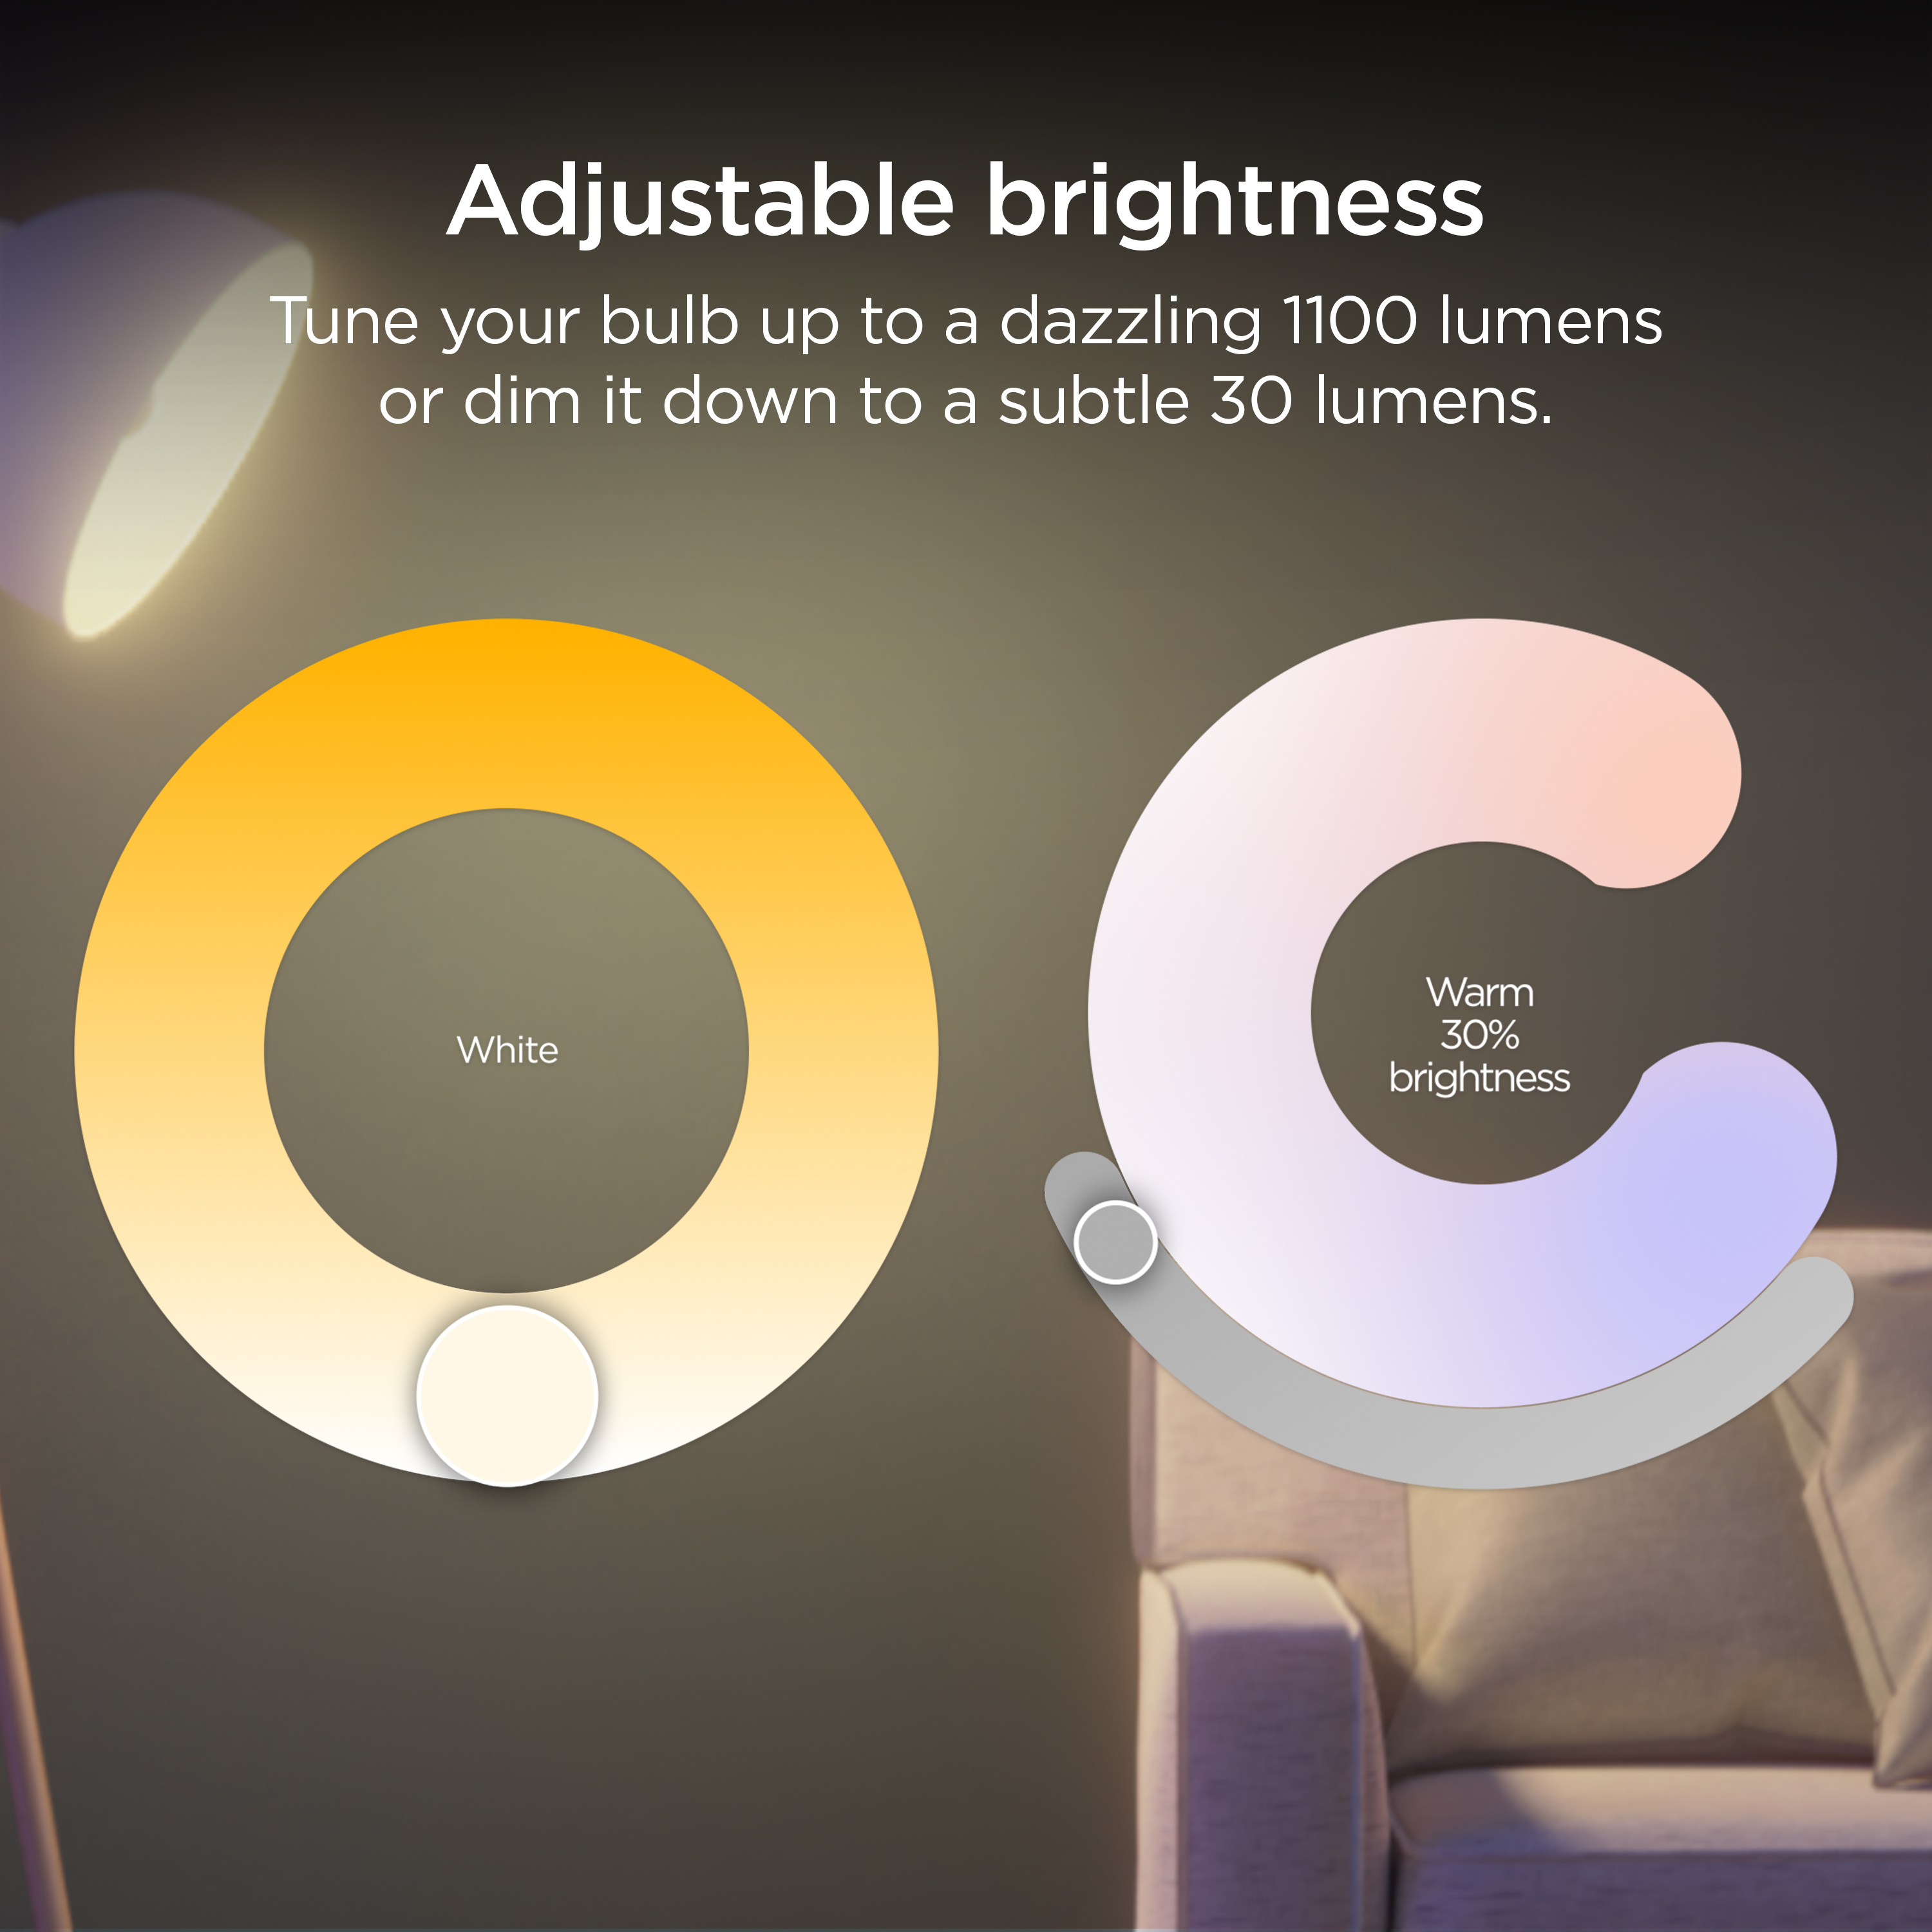 Adjustable brightness
Tune your bulb up to a dazzling 1100 lumens
or dim it down to a subtle 30 lumens.
White
Warm
30%
brightness